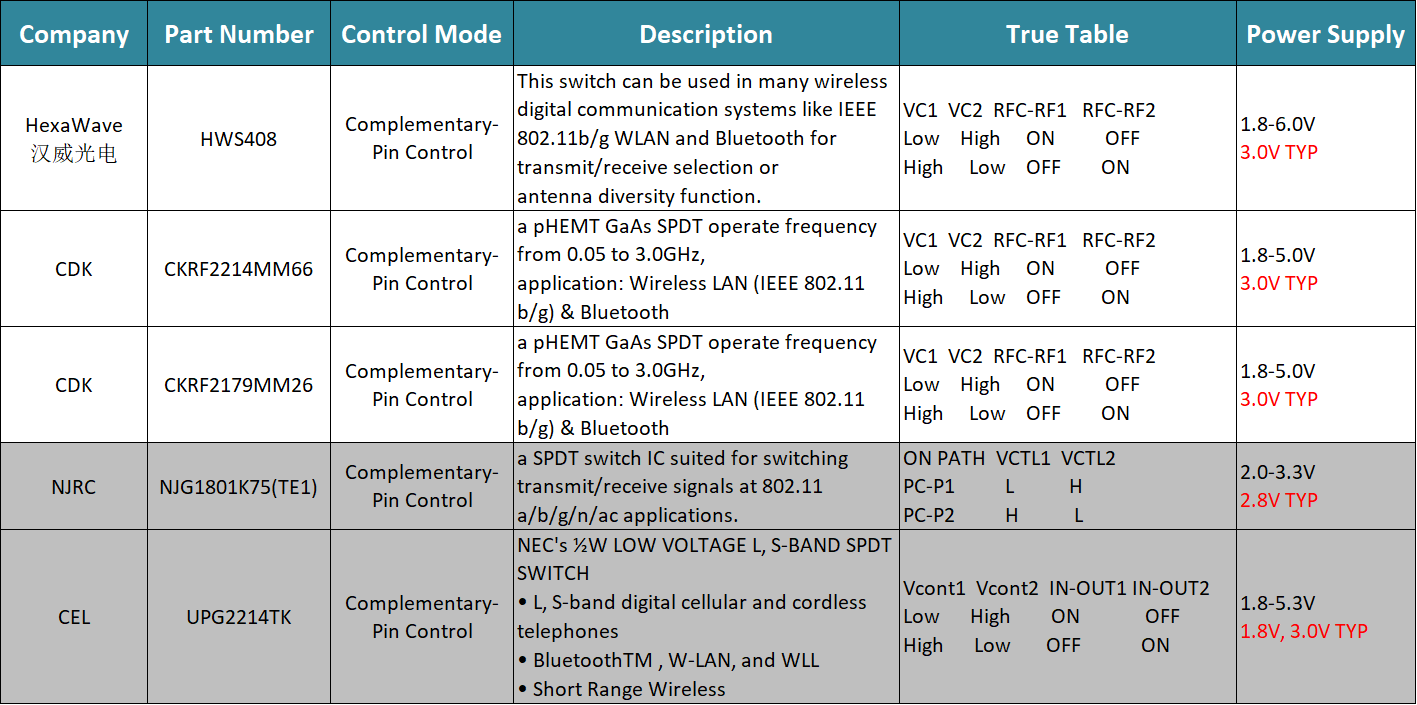 Company Part Number Control Mode Description True Table Power Supply
HexaWave
汉威光电
HWS408
Complementary-
Pin Control
This switch can be used in many wireless
digital communication systems like IEEE
802.11b/g WLAN and Bluetooth for
transmit/receive selection or
antenna diversity function.
VC1 VC2 RFC-RF1 RFC-RF2
Low High ON OFF
High Low OFF ON
1.8-6.0V
3.0V TYP
CDK
CKRF2214MM66
Complementary-
Pin Control
a pHEMT GaAs SPDT operate frequency
from 0.05 to 3.0GHz,
application: Wireless LAN (IEEE 802.11
b/g) & Bluetooth
VC1 VC2 RFC-RF1 RFC-RF2
Low High ON OFF
High Low OFF ON
1.8-5.0V
3.0V TYP
CDK
CKRF2179MM26
Complementary-
Pin Control
a pHEMT GaAs SPDT operate frequency
from 0.05 to 3.0GHz,
application: Wireless LAN (IEEE 802.11
b/g) & Bluetooth
VC1 VC2 RFC-RF1 RFC-RF2
Low High ON OFF
High Low OFF ON
1.8-5.0V
3.0V TYP
NJRC
NJG1801K75(TE1)
Complementary-
Pin Control
a SPDT switch IC suited for switching
transmit/receive signals at 802.11
a/b/g/n/ac applications.
ON PATH VCTL1 VCTL2
PC-P1 L H
PC-P2 H L
2.0-3.3V
2.8V TYP
CEL
UPG2214TK
Complementary-
Pin Control
NEC's ½W LOW VOLTAGE L, S-BAND SPDT
SWITCH
• L, S-band digital cellular and cordless
telephones
• BluetoothTM , W-LAN, and WLL
• Short Range Wireless
Vcont1 Vcont2 IN-OUT1 IN-OUT2
Low High ON OFF
High Low OFF ON
1.8-5.3V
1.8V, 3.0V TYP